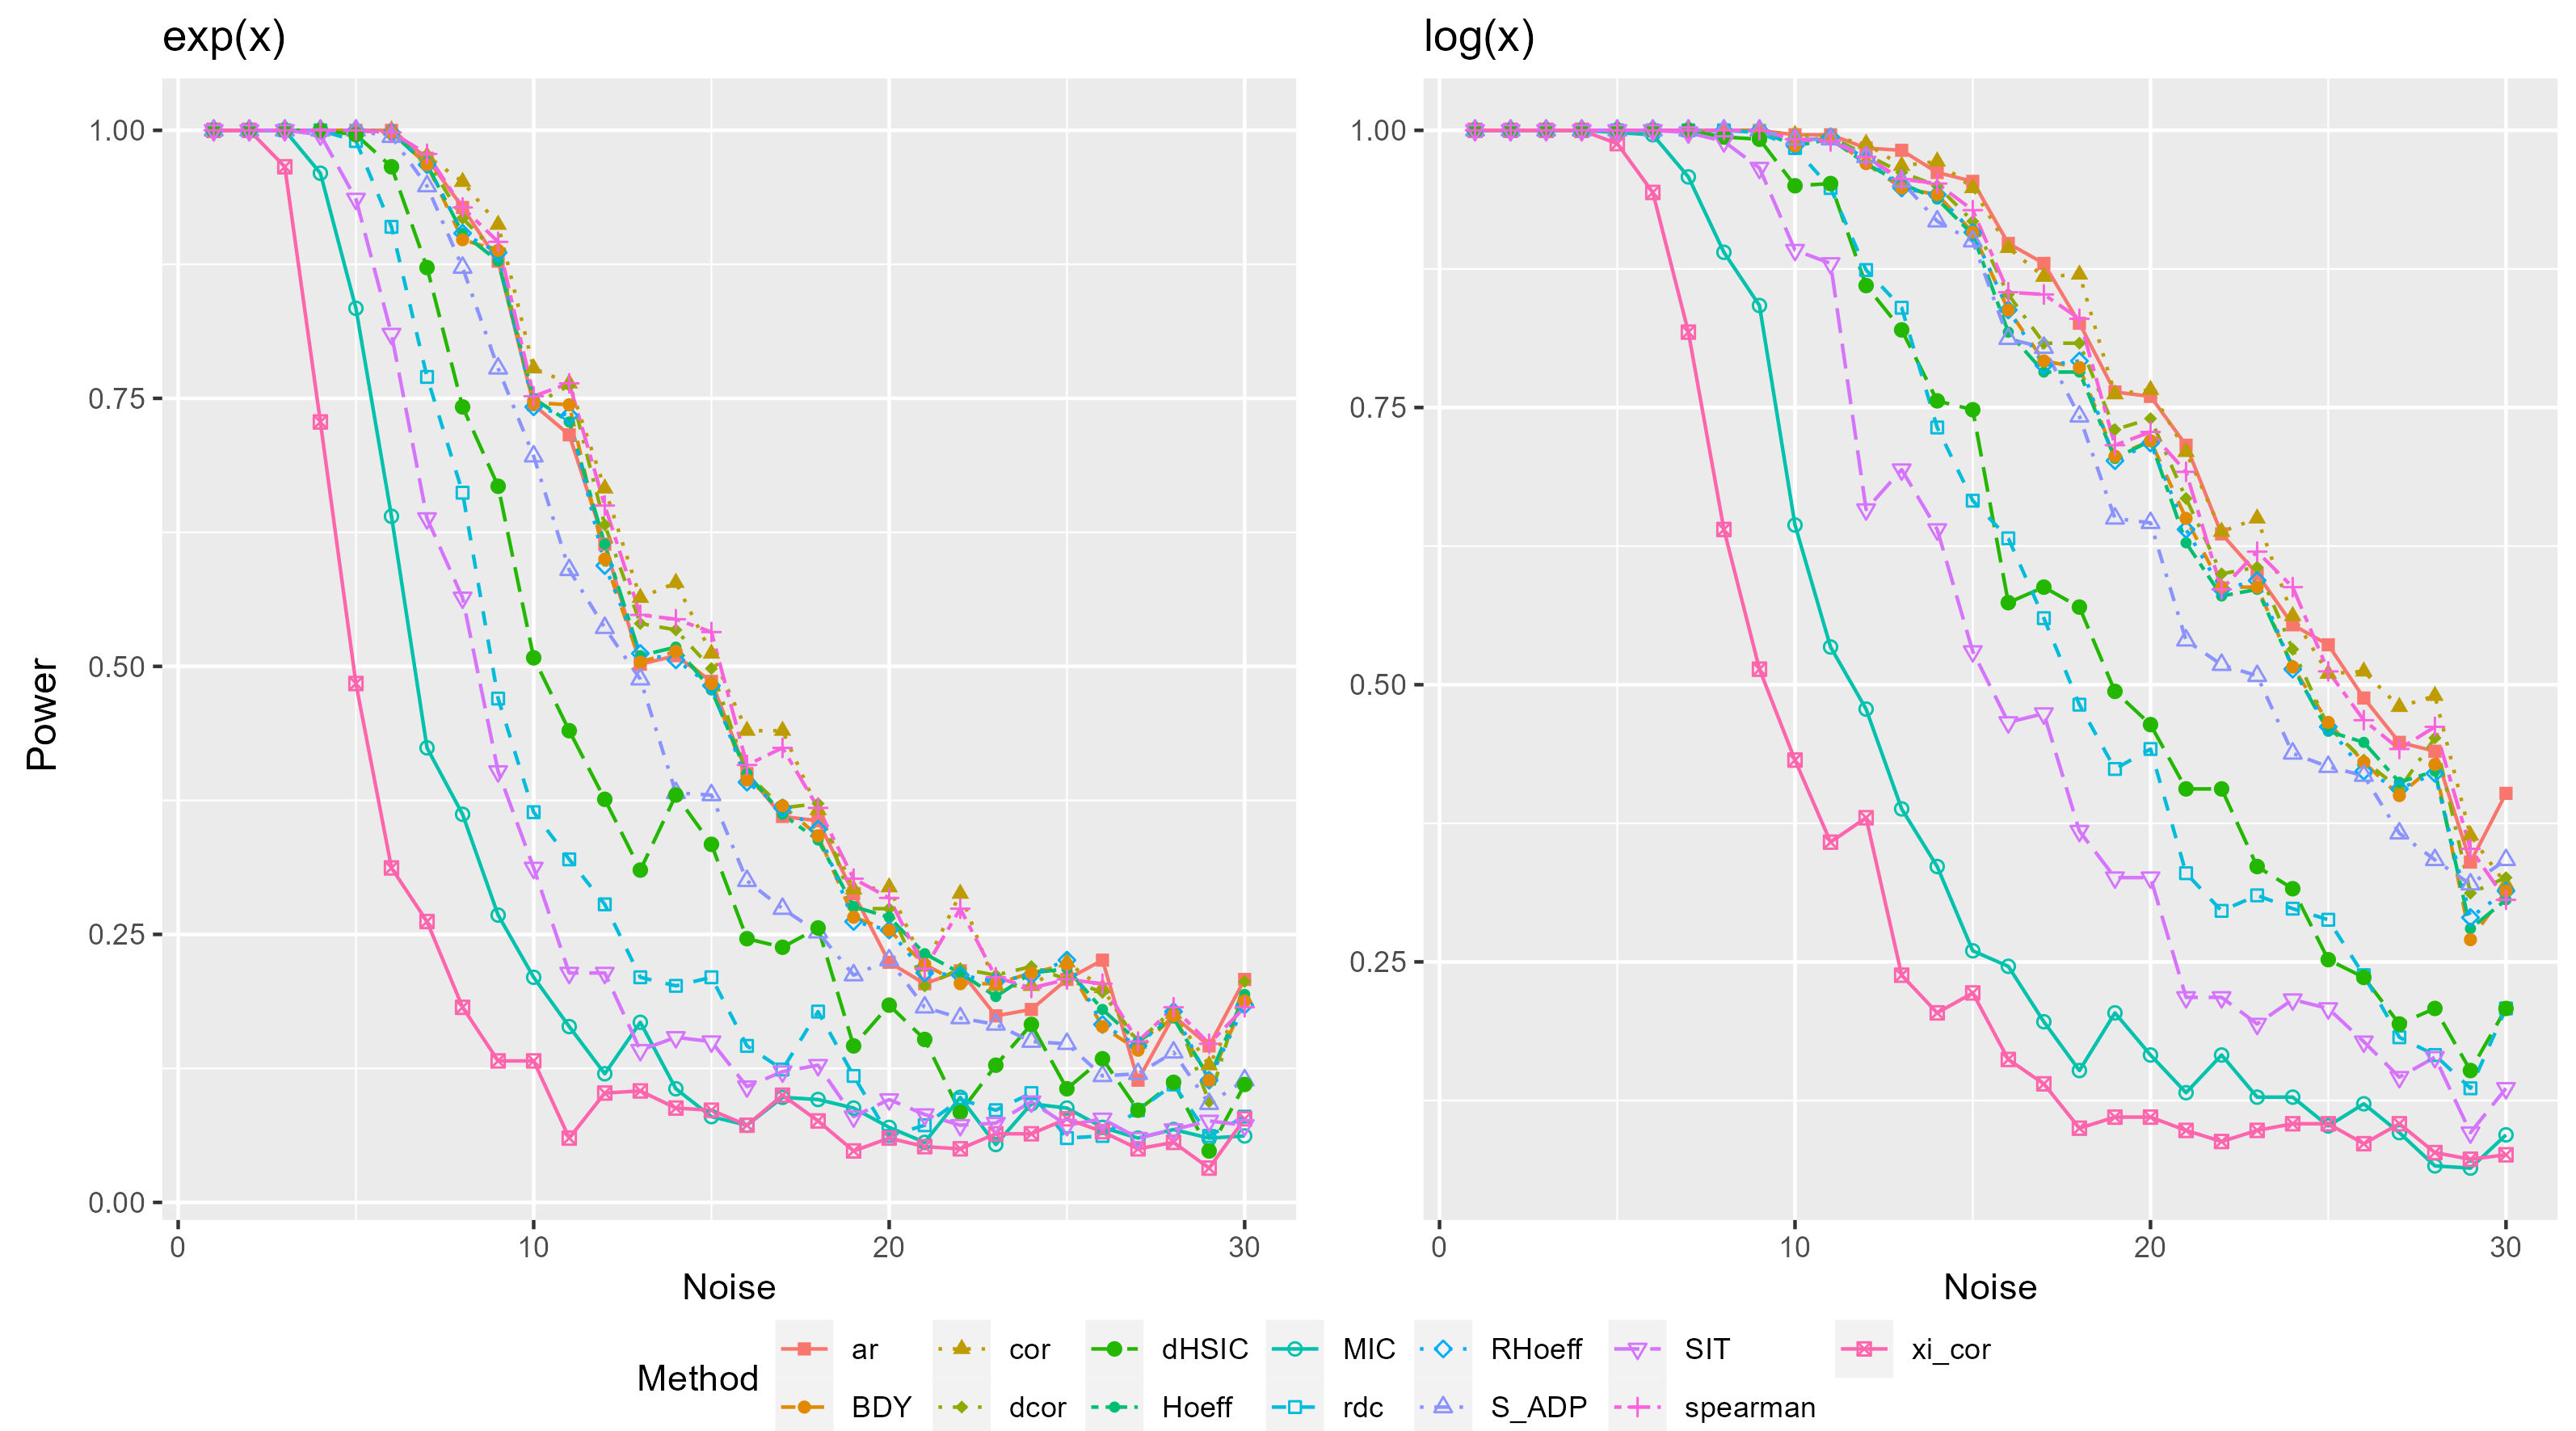 exp(x)
log(x)
1.00
0.75
0.50
0.25
0.00
1.00
0.75
0.50
0.25
Power
0
10
20
30
0
10
20
30
Noise
Noise
Method
ar
cor
dHSIC
MIC
RHoeff
SIT
xi_cor
BDY
dcor
Hoeff
rdc
S_ADP
spearman